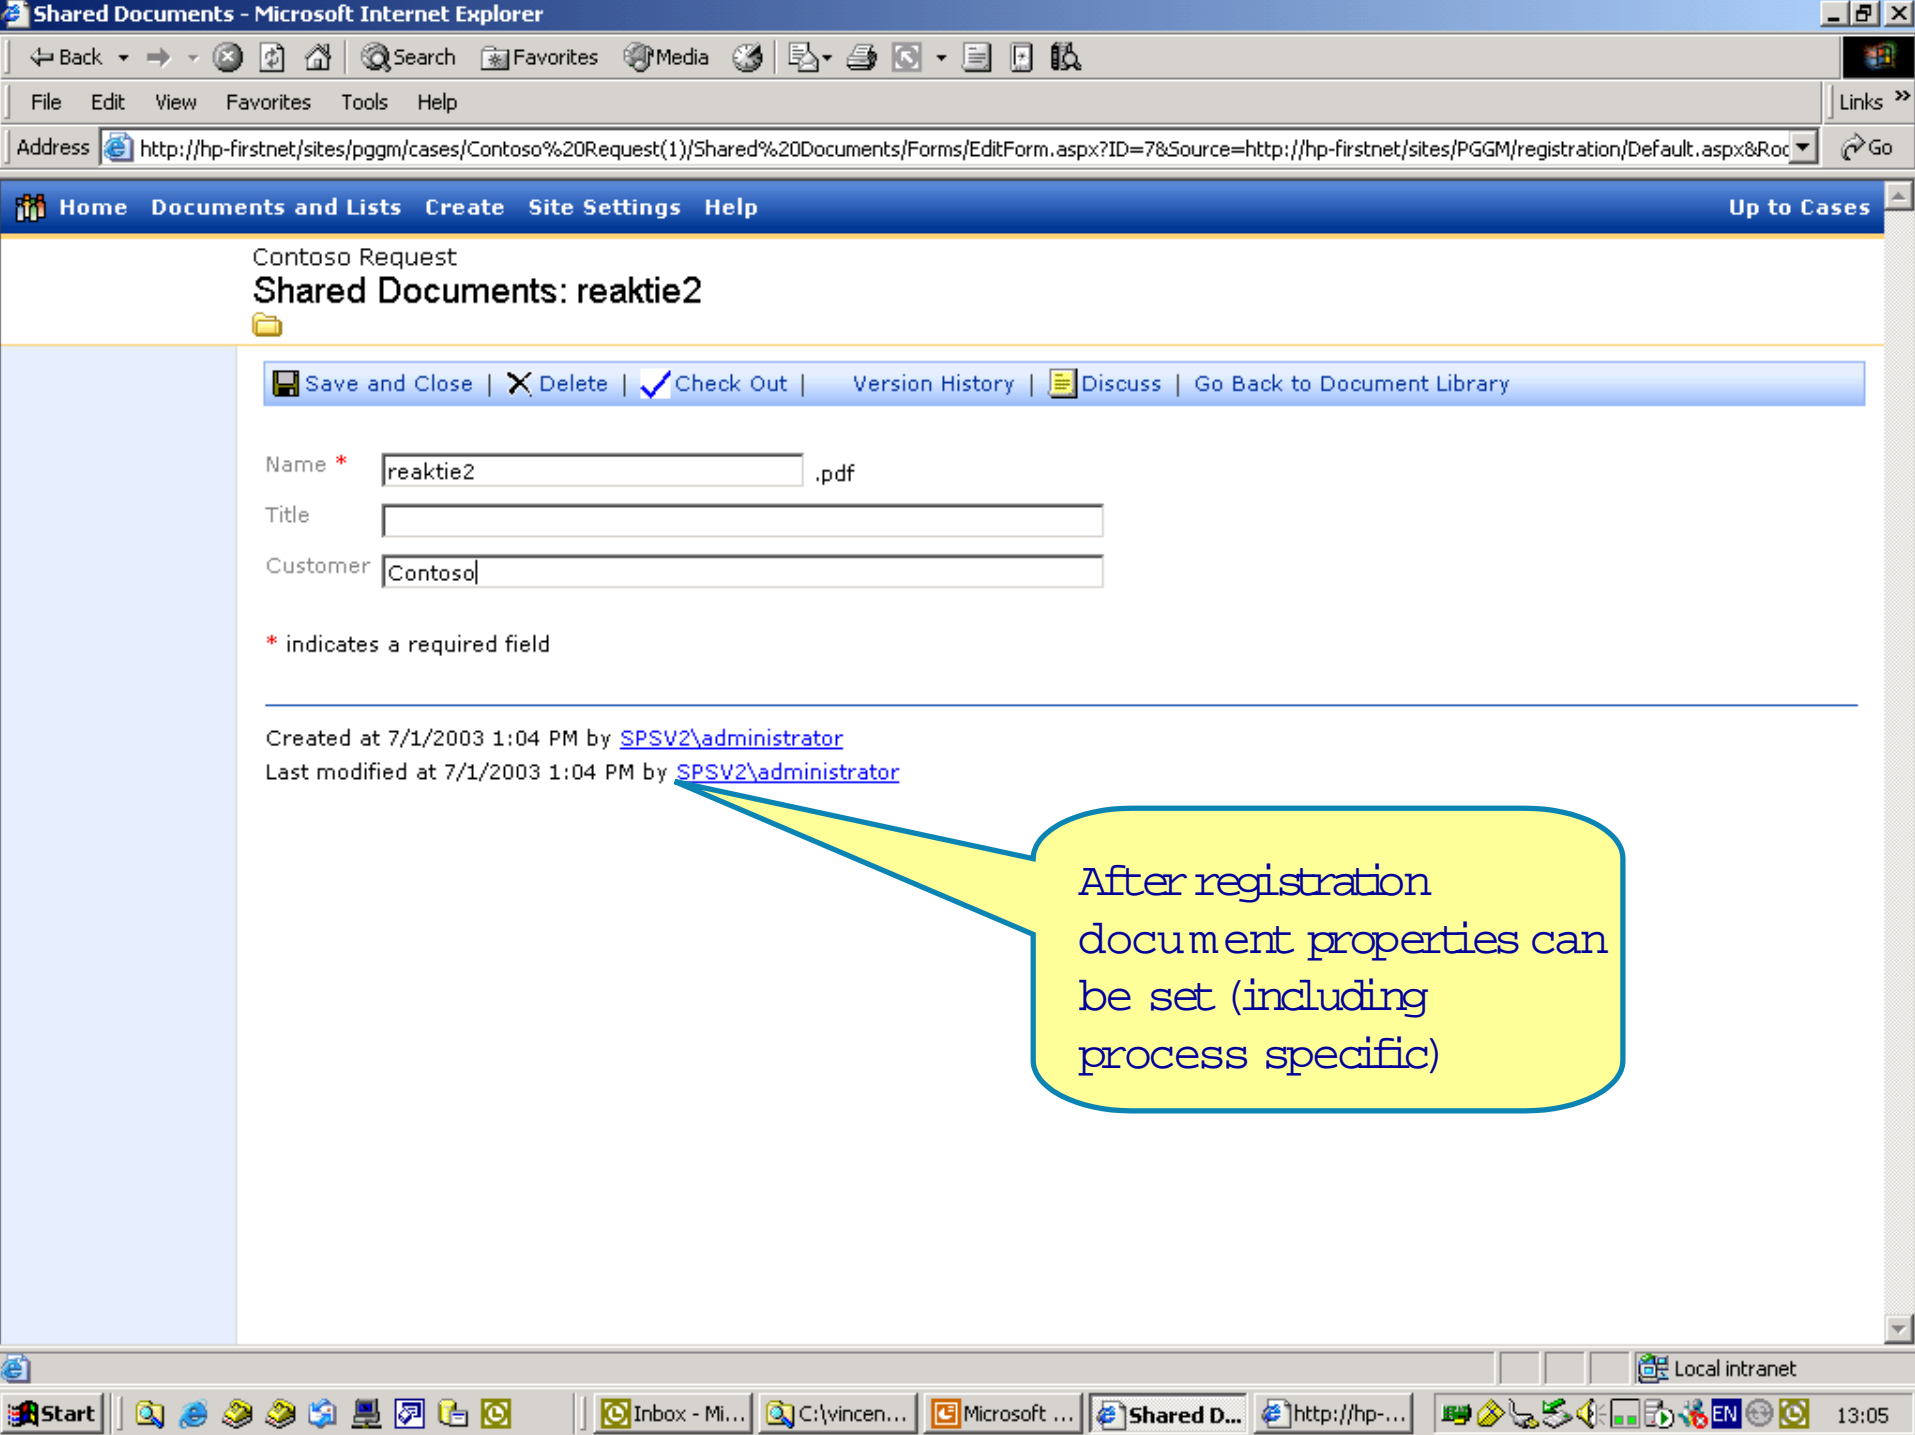 Shared Documents - Microsoft Internet Explorer
Back Search Favorites Media
File Edit View Favorites Tools Help Links »
Address http://hp-firstnet/sites/pggm/cases/Contoso%20Request(1)/Shared%20Documents/Forms/EditForm.aspx?ID=7&Source=http://hp-firstnet/sites/PGGM/registration/Default.aspx&Roo Go
Home Documents and Lists Create Site Settings Help Up to Cases
Contoso Request
Shared Documents: reaktie2
Save and Close | Delete | Check Out | Version History | Discuss | Go Back to Document Library
Name * reaktie2 .pdf
Title
Customer Contoso
* indicates a required field
Created at 7/1/2003 1:04 PM by SPSV2\administrator
Last modified at 7/1/2003 1:04 PM by SPSV2\administrator
After registration
document properties can
be set (including
process specific)
Local intranet
Start Inbox - Mi... C:\vincen... Microsoft ... Shared D... http://hp-... EN 13:05